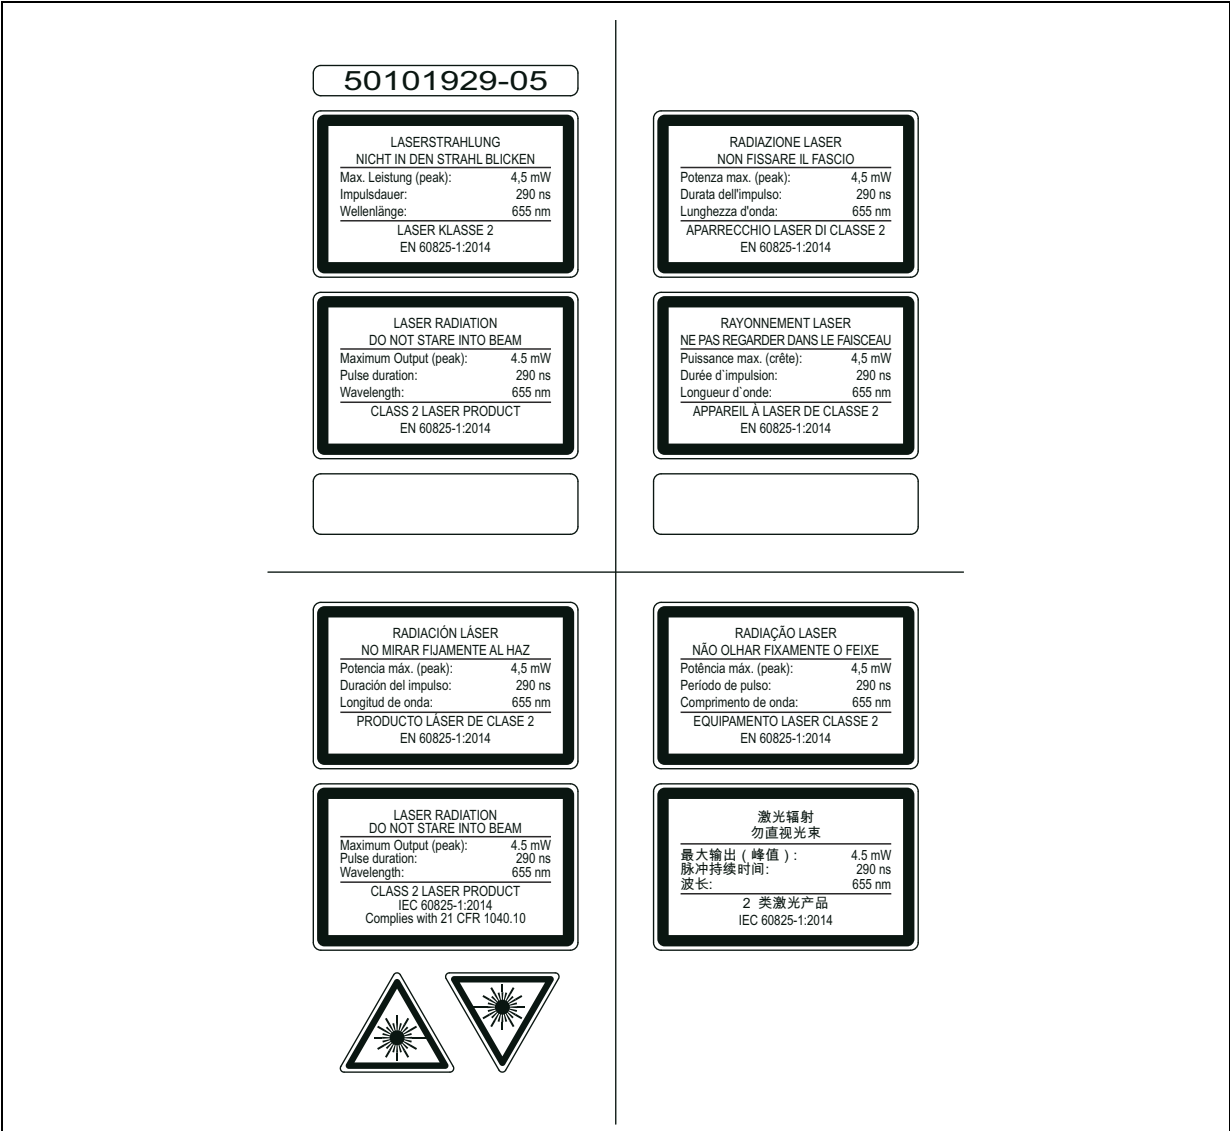 50101929-05
LASERSTRAHLUNG
NICHT IN DEN STRAHL BLICKEN
Max. Leistung (peak): 4,5 mW
Impulsdauer: 290 ns
Wellenlänge: 655 nm
LASER KLASSE 2
EN 60825-1:2014
RADIAZIONE LASER
NON FISSARE IL FASCIO
Potenza max. (peak): 4,5 mW
Durata dell'impulso: 290 ns
Lunghezza d'onda: 655 nm
APARRECCHIO LASER DI CLASSE 2
EN 60825-1:2014
LASER RADIATION
DO NOT STARE INTO BEAM
Maximum Output (peak): 4.5 mW
Pulse duration: 290 ns
Wavelength: 655 nm
CLASS 2 LASER PRODUCT
EN 60825-1:2014
RAYONNEMENT LASER
NE PAS REGARDER DANS LE FAISCEAU
Puissance max. (crête): 4,5 mW
Durée d`impulsion: 290 ns
Longueur d`onde: 655 nm
APPAREIL À LASER DE CLASSE 2
EN 60825-1:2014
RADIACIÓN LÁSER
NO MIRAR FIJAMENTE AL HAZ
Potencia máx. (peak): 4,5 mW
Duración del impulso: 290 ns
Longitud de onda: 655 nm
PRODUCTO LÁSER DE CLASE 2
EN 60825-1:2014
RADIAÇÃO LASER
NÃO OLHAR FIXAMENTE O FEIXE
Potência máx. (peak): 4,5 mW
Período de pulso: 290 ns
Comprimento de onda: 655 nm
EQUIPAMENTO LASER CLASSE 2
EN 60825-1:2014
LASER RADIATION
DO NOT STARE INTO BEAM
Maximum Output (peak): 4.5 mW
Pulse duration: 290 ns
Wavelength: 655 nm
CLASS 2 LASER PRODUCT
IEC 60825-1:2014
Complies with 21 CFR 1040.10
激光辐射
勿直视光束
最大输出（峰值）: 4.5 mW
脉冲持续时间: 290 ns
波长: 655 nm
2 类激光产品
IEC 60825-1:2014